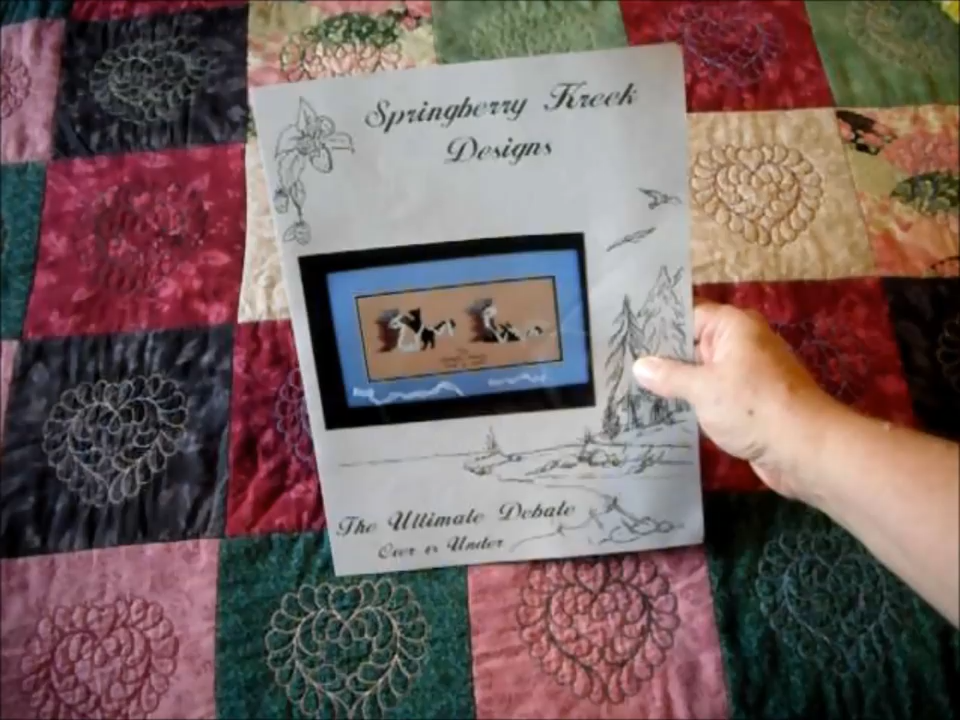 Springberry Kreek
Designs
The Ultimate Debate
Over or Under